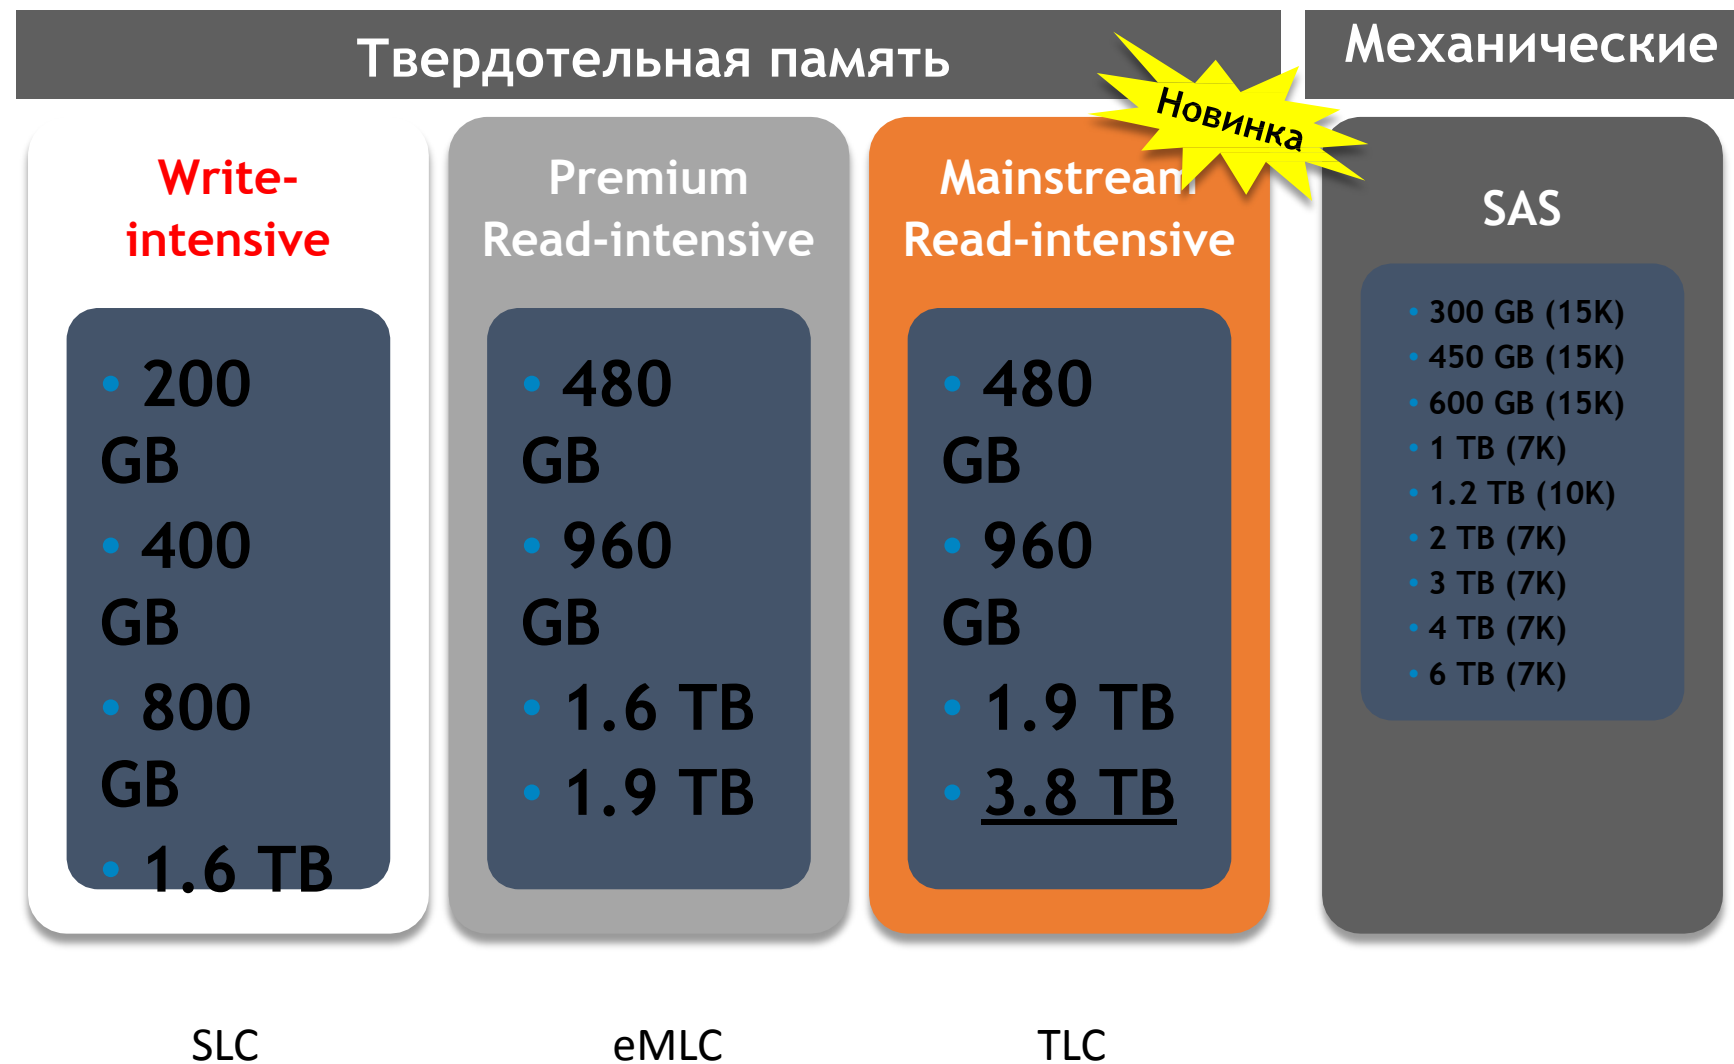 Твердотельная память
Механические
Новинка
Write-
intensive
• 200
GB
• 400
GB
• 800
GB
• 1.6 TB
Premium
Read-intensive
• 480
GB
• 960
GB
• 1.6 TB
• 1.9 TB
Mainstream
Read-intensive
• 480
GB
• 960
GB
• 1.9 TB
• 3.8 TB
SAS
• 300 GB (15K)
• 450 GB (15K)
• 600 GB (15K)
• 1 TB (7K)
• 1.2 TB (10K)
• 2 TB (7K)
• 3 TB (7K)
• 4 TB (7K)
• 6 TB (7K)
SLC
eMLC
TLC